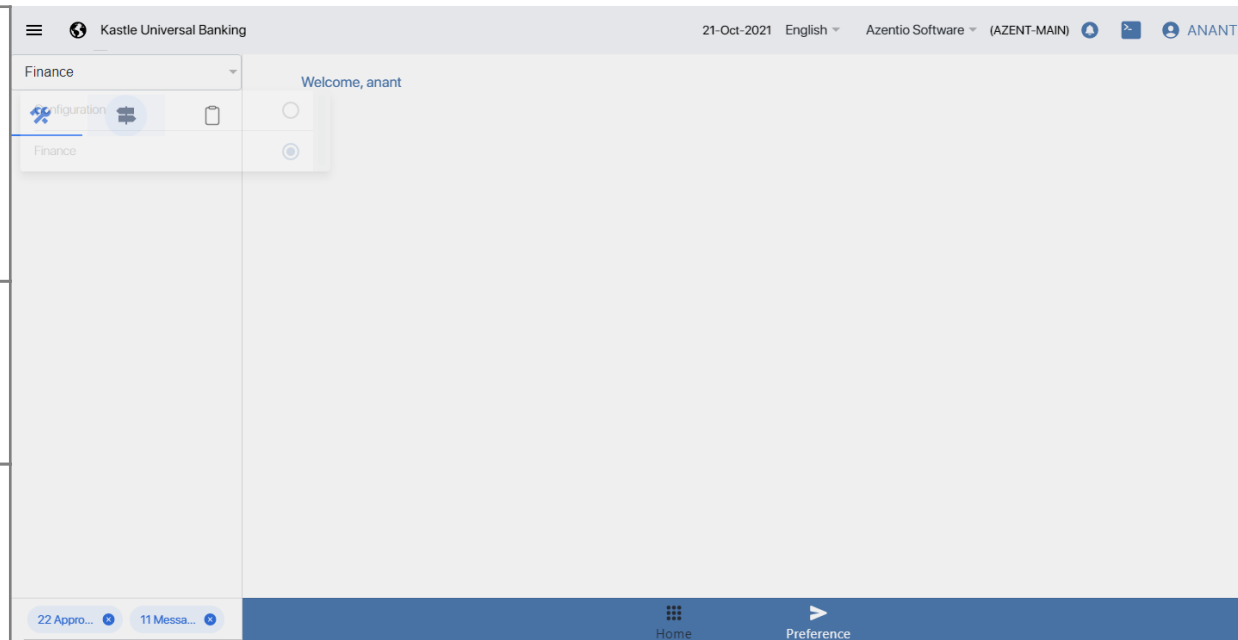 Kastle Universal Banking 21-Oct-2021 English Azentio Software (AZENT-MAIN) ANANT
Finance
Welcome, anant
Configuration
Finance
22 Appro... 11 Messa...
Home Preference